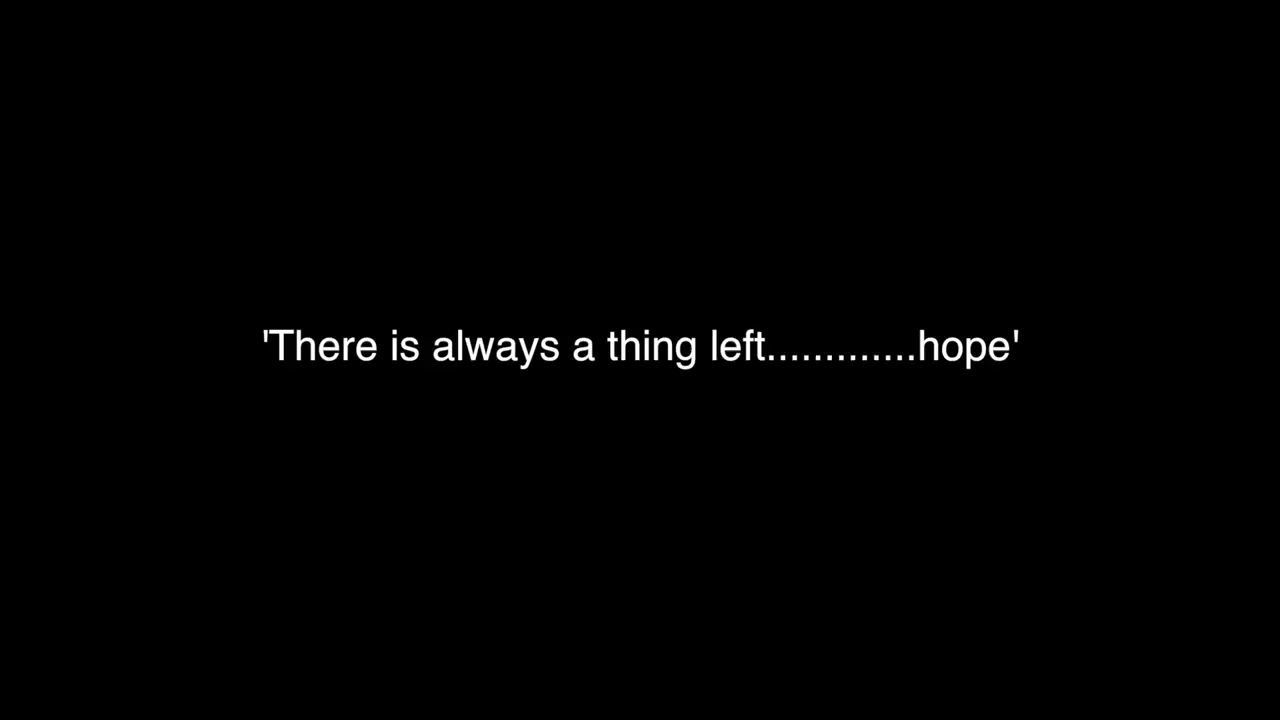 'There is always a thing left.............hope'